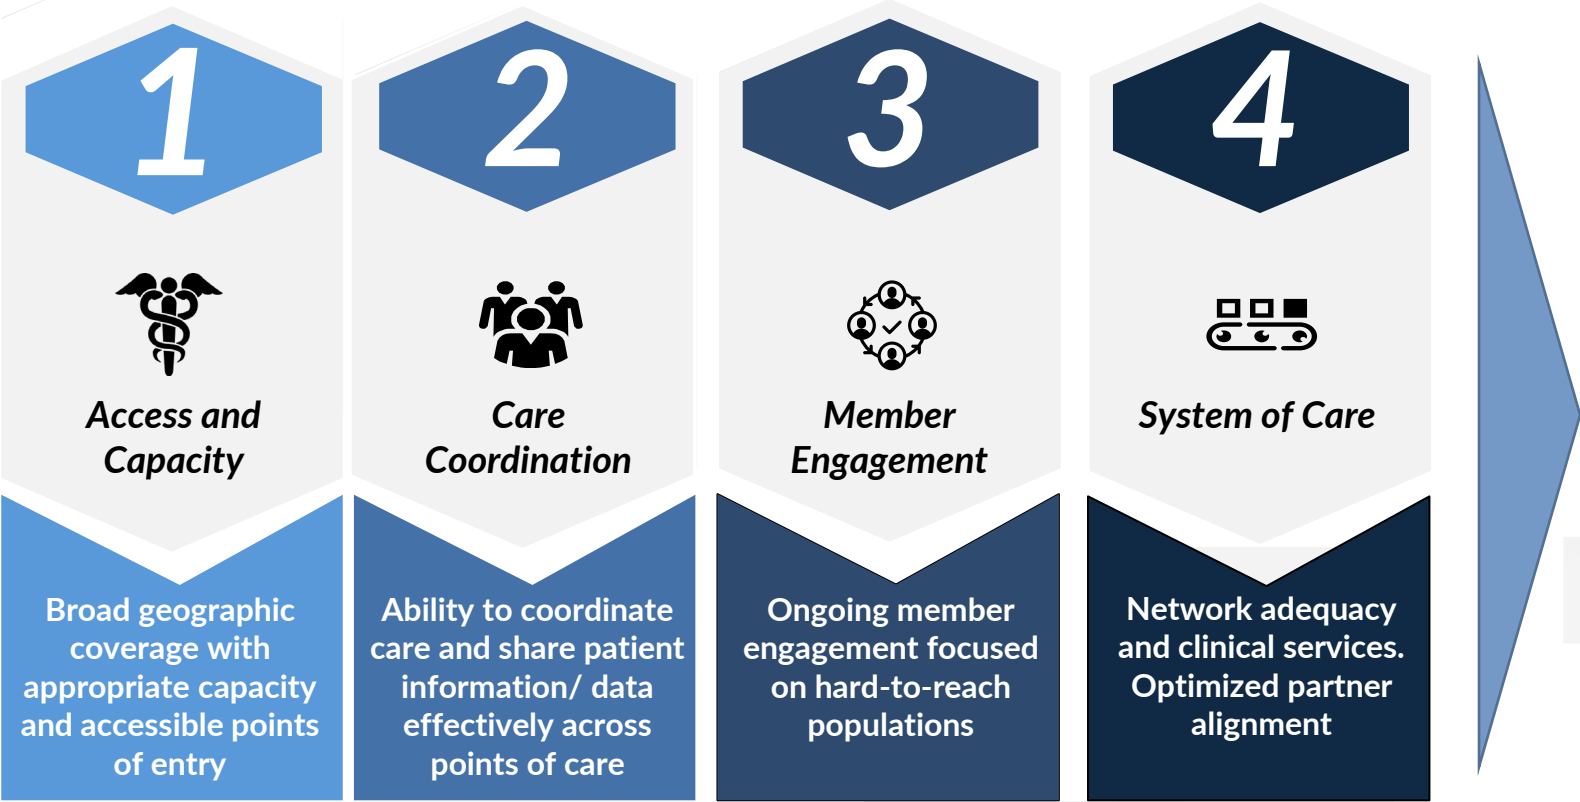 1
Access and
Capacity
Broad geographic
coverage with
appropriate capacity
and accessible points
of entry
2
Care
Coordination
Ability to coordinate
care and share patient
information/ data
effectively across
points of care
3
Member
Engagement
Ongoing member
engagement focused
on hard-to-reach
populations
4
System of Care
Network adequacy
and clinical services.
Optimized partner
alignment